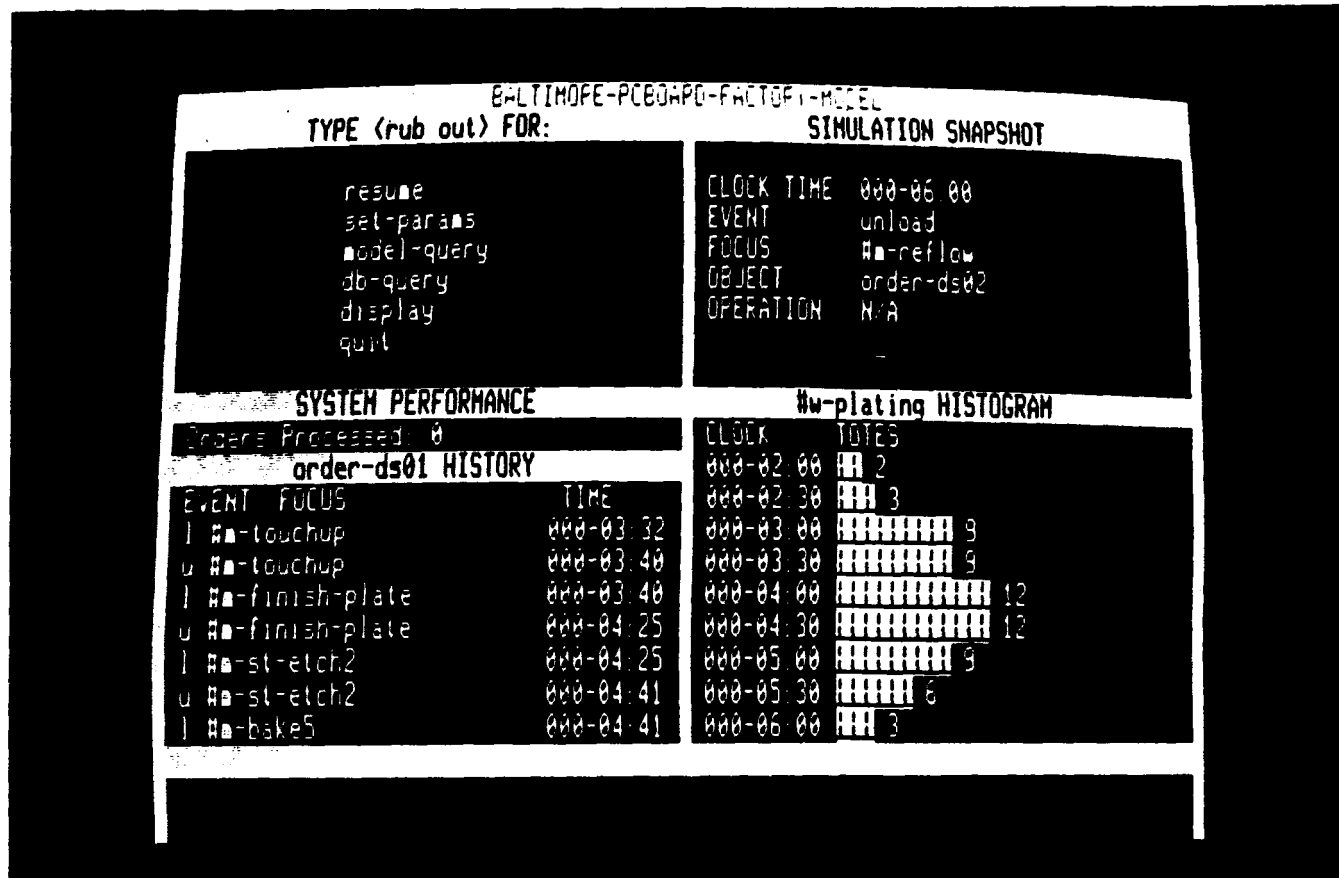 BALTIMORE-PCBOARD-FACTORY-MODEL
TYPE <rub out> FOR:
resume
set-params
model-query
db-query
display
quit
SIMULATION SNAPSHOT
CLOCK TIME 000-06:00
EVENT unload
FOCUS #m-reflow
OBJECT order-ds02
OPERATION N/A
SYSTEM PERFORMANCE
Orders Processed: 0
order-ds01 HISTORY
EVENT FOCUS TIME
l #m-touchup 000-03:32
u #m-touchup 000-03:40
l #m-finish-plate 000-03:40
u #m-finish-plate 000-04:25
l #m-st-etch2 000-04:25
u #m-st-etch2 000-04:41
l #m-bake5 000-04:41
#w-plating HISTOGRAM
CLOCK TOTES
000-02:00 2
000-02:30 3
000-03:00 9
000-03:30 9
000-04:00 12
000-04:30 12
000-05:00 9
000-05:30 6
000-06:00 3